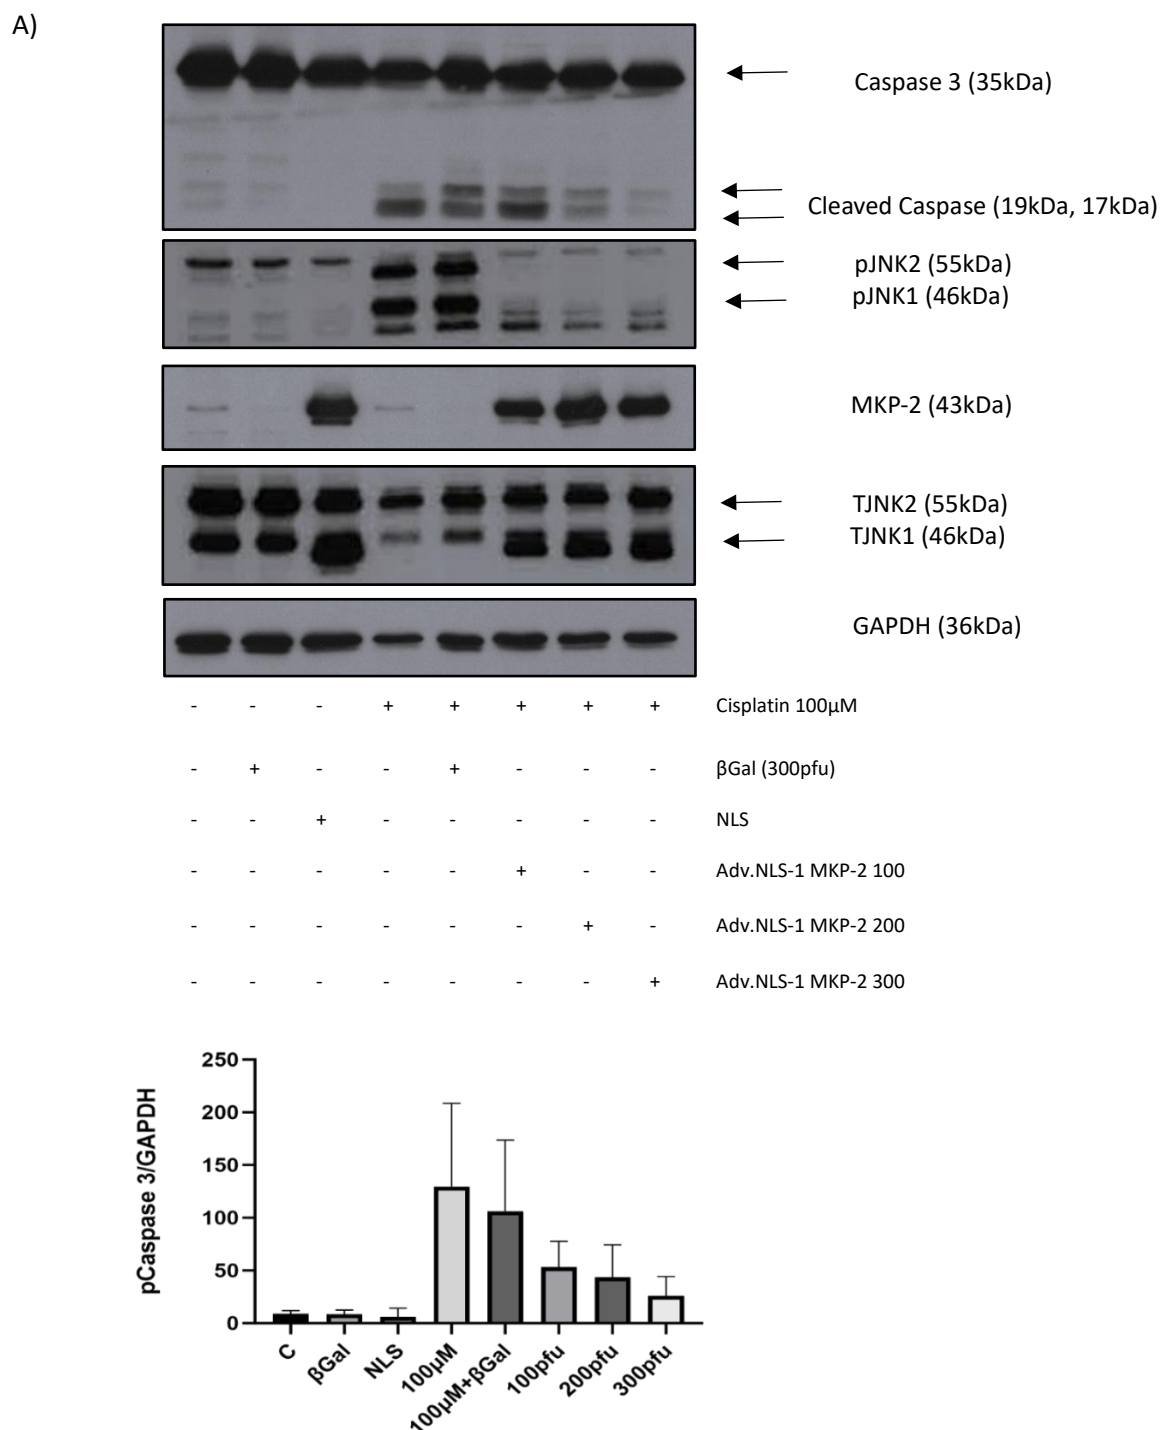 A)
Caspase 3 (35kDa)
Cleaved Caspase (19kDa, 17kDa)
pJNK2 (55kDa)
pJNK1 (46kDa)
MKP-2 (43kDa)
TJNK2 (55kDa)
TJNK1 (46kDa)
GAPDH (36kDa)
- - - + + + + + Cisplatin 100µM
- + - - + - - - βGal (300pfu)
- - + - - - - - NLS
- - - - - + - - Adv.NLS-1 MKP-2 100
- - - - - - + - Adv.NLS-1 MKP-2 200
- - - - - - - + Adv.NLS-1 MKP-2 300
pCaspase 3/GAPDH
250
200
150
100
50
0
C βGal NLS 100µM 100µM+βGal 100pfu 200pfu 300pfu